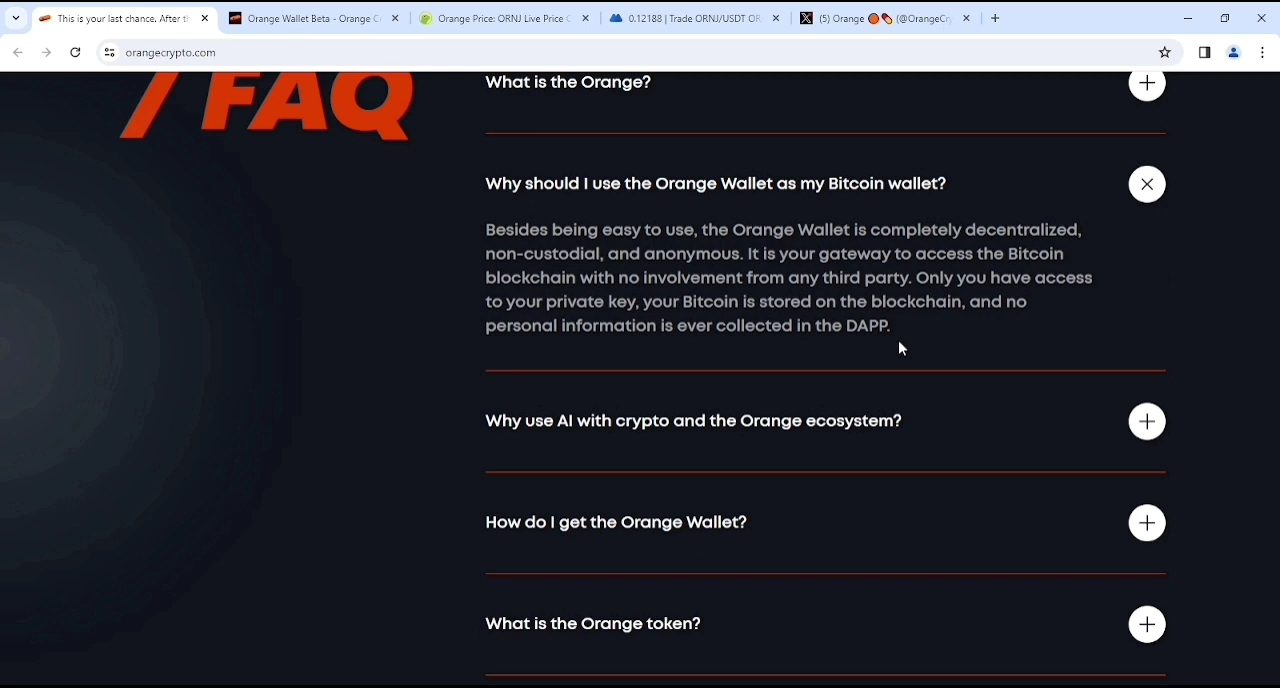 This is your last chance. After t
Orange Wallet Beta - Orange C
Orange Price: ORNJ Live Price C
0.12188 | Trade ORNJ/USDT OR
(5) Orange 🟠💊 (@OrangeCr
orangecrypto.com
/ FAQ
What is the Orange?
Why should I use the Orange Wallet as my Bitcoin wallet?
Besides being easy to use, the Orange Wallet is completely decentralized,
non-custodial, and anonymous. It is your gateway to access the Bitcoin
blockchain with no involvement from any third party. Only you have access
to your private key, your Bitcoin is stored on the blockchain, and no
personal information is ever collected in the DAPP.
Why use AI with crypto and the Orange ecosystem?
How do I get the Orange Wallet?
What is the Orange token?